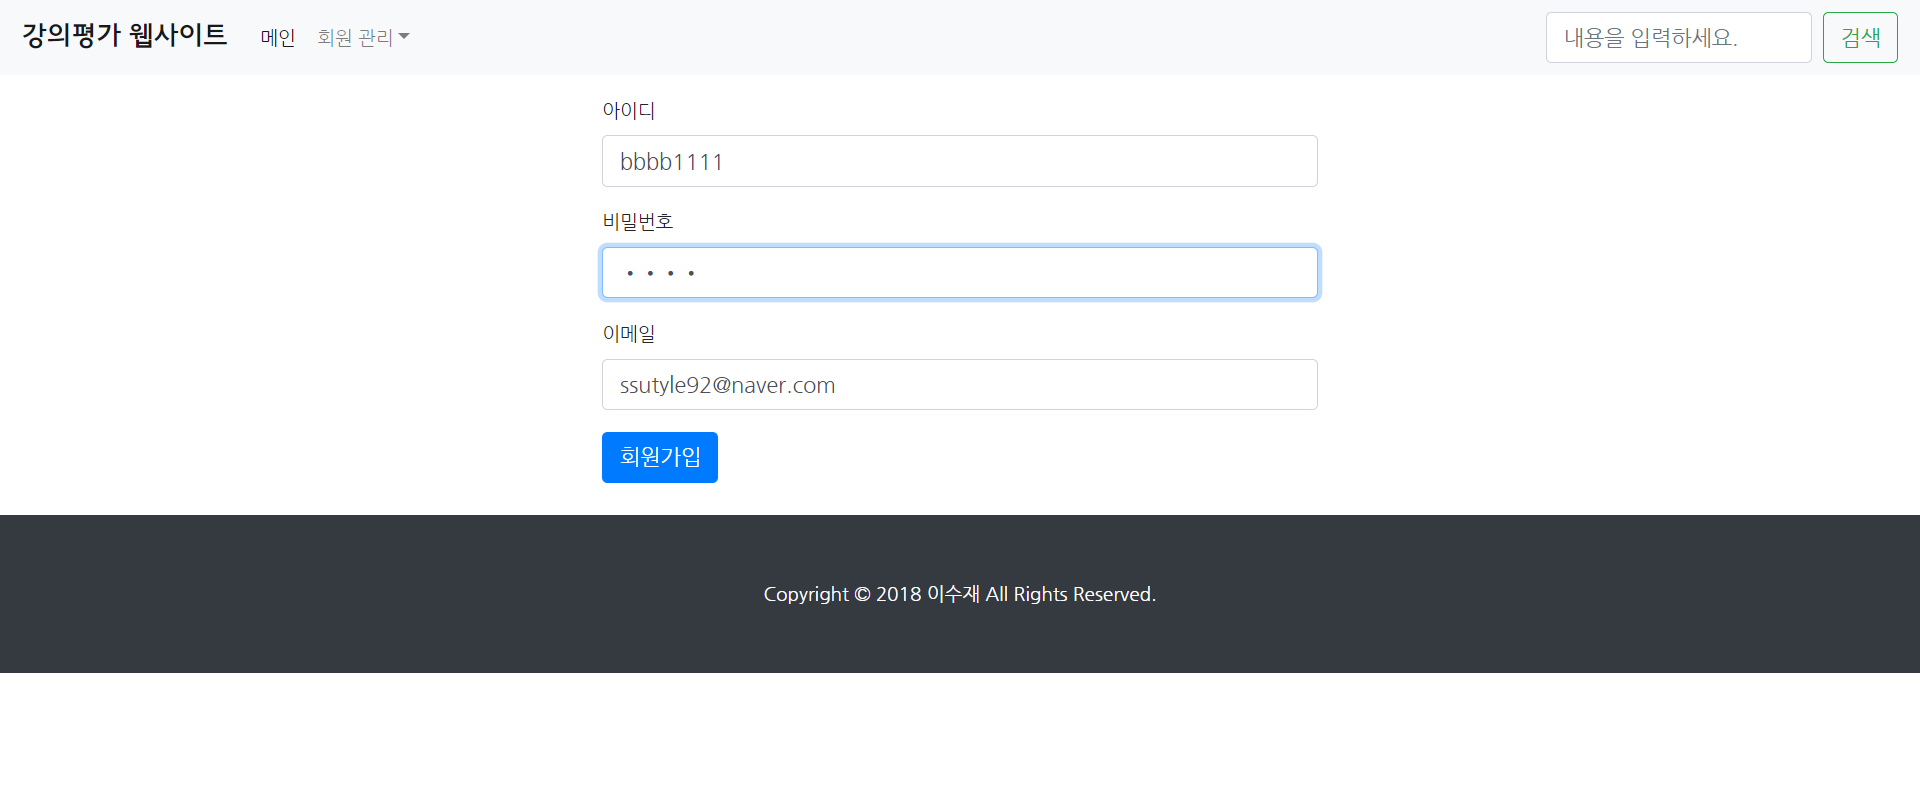 강의평가 웹사이트 메인 회원 관리 내용을 입력하세요. 검색
아이디
bbbb1111
비밀번호
••••
이메일
ssutyle92@naver.com
회원가입
Copyright © 2018 이수재 All Rights Reserved.